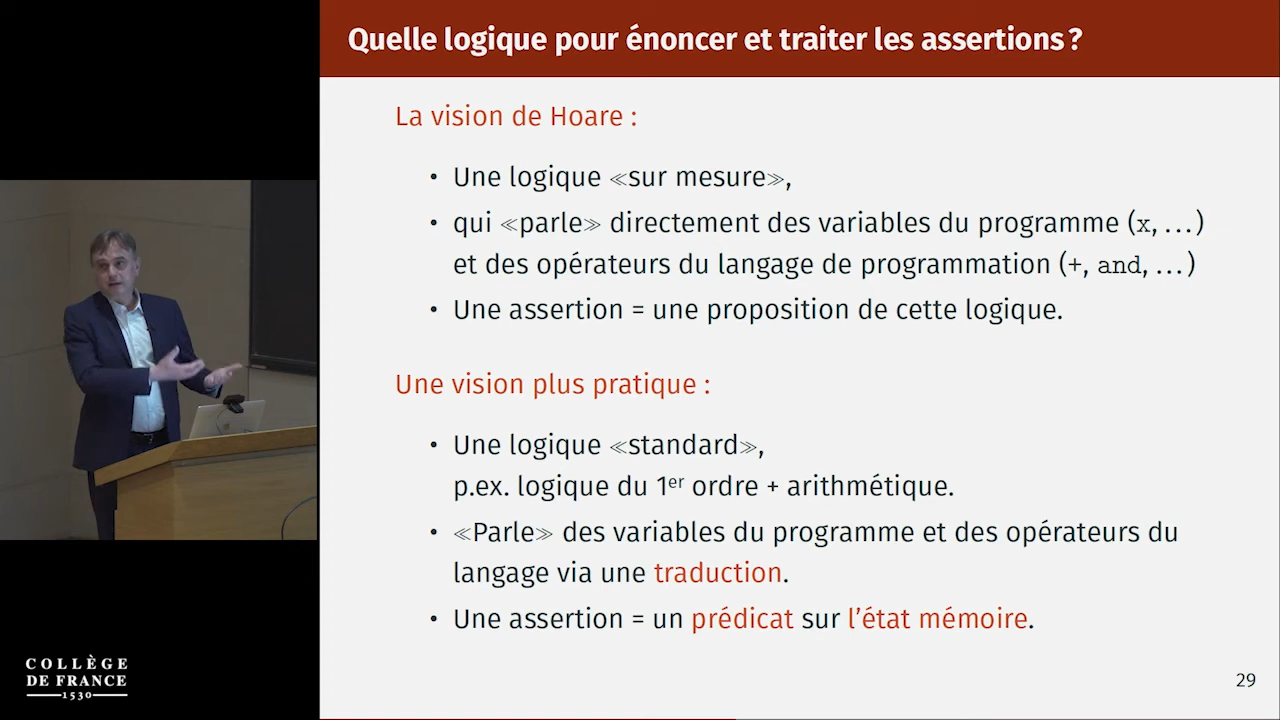 Quelle logique pour énoncer et traiter les assertions ?
La vision de Hoare :
• Une logique ≪sur mesure≫,
• qui ≪parle≫ directement des variables du programme (x, ...)
et des opérateurs du langage de programmation (+, and, ...)
• Une assertion = une proposition de cette logique.
Une vision plus pratique :
• Une logique ≪standard≫,
p.ex. logique du 1er ordre + arithmétique.
• ≪Parle≫ des variables du programme et des opérateurs du
langage via une traduction.
• Une assertion = un prédicat sur l’état mémoire.
COLLÈGE
DE FRANCE
1530
29